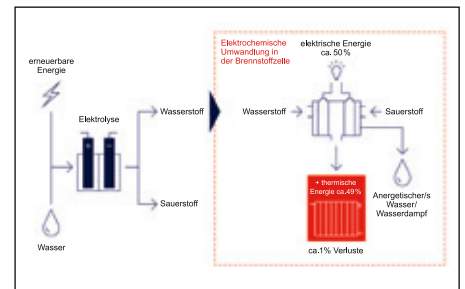 erneuerbare
Energie
Elektrolyse
Wasser
Wasserstoff
Sauerstoff
Elektrochemische
Umwandlung in
der Brennstoffzelle
elektrische Energie
ca. 50 %
Wasserstoff
Sauerstoff
+ thermische
Energie ca. 49 %
ca. 1% Verluste
Anergetischer/s
Wasser/
Wasserdampf